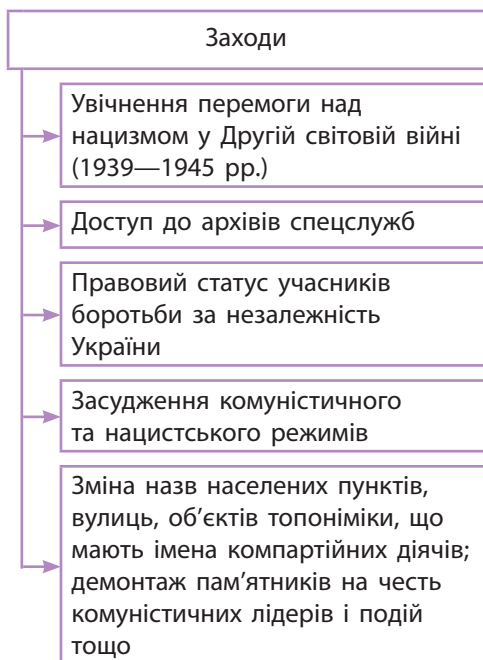 Заходи
Увічнення перемоги над
нацизмом у Другій світовій війні
(1939—1945 рр.)
Доступ до архівів спецслужб
Правовий статус учасників
боротьби за незалежність
України
Засудження комуністичного
та нацистського режимів
Зміна назв населених пунктів,
вулиць, об’єктів топоніміки, що
мають імена компартійних діячів;
демонтаж пам’ятників на честь
комуністичних лідерів і подій
тощо